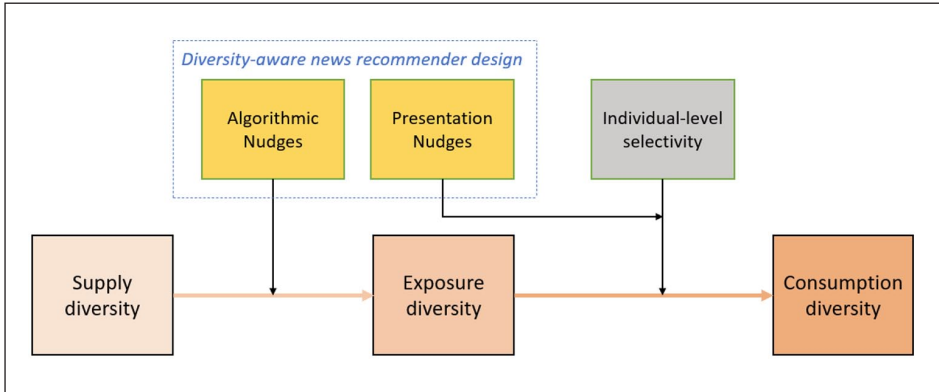 Diversity-aware news recommender design
Algorithmic
Nudges
Presentation
Nudges
Individual-level
selectivity
Supply
diversity
Exposure
diversity
Consumption
diversity